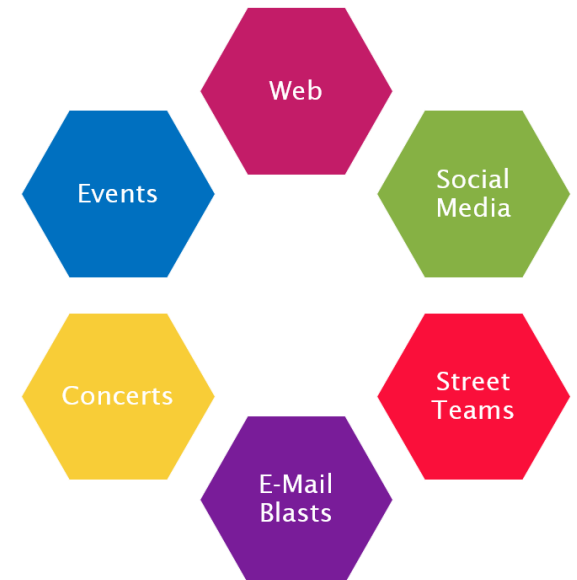 Web
Social
Media
Street
Teams
E-Mail
Blasts
Concerts
Events